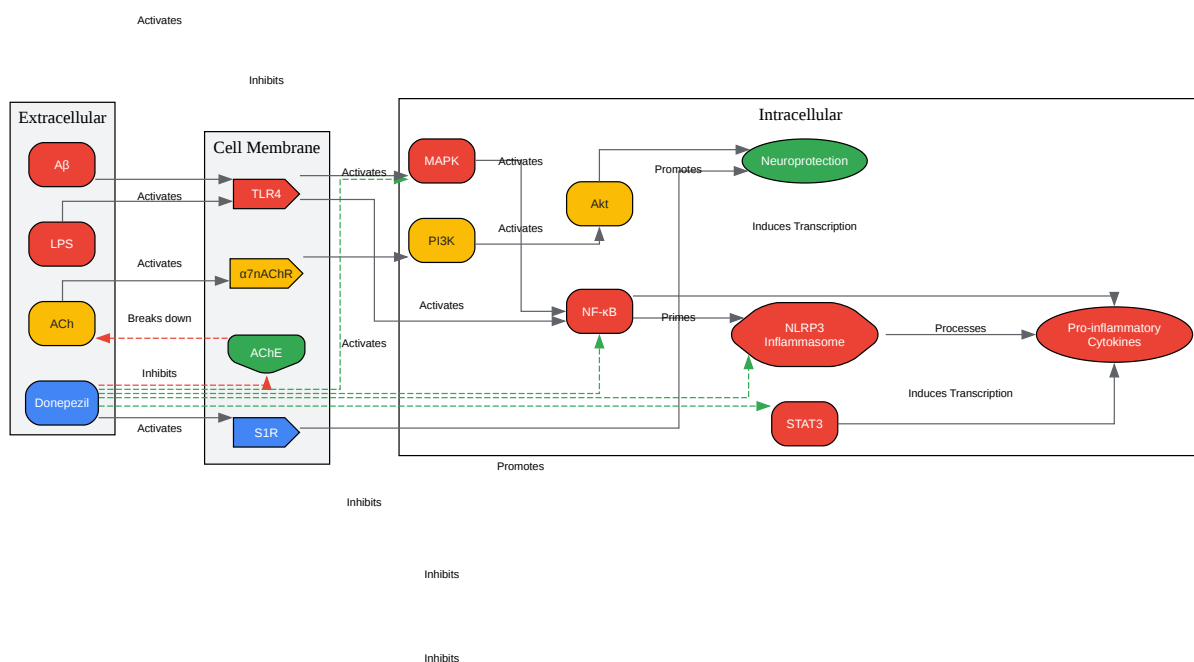 Activates
Inhibits
Extracellular
Intracellular
Cell Membrane
Aβ
MAPK
Activates
Neuroprotection
Activates
Promotes
TLR4
Activates
Akt
LPS
PI3K
Activates
Induces Transcription
Activates
α7nAChR
Activates
NF-κB
ACh
Breaks down
Primes
NLRP3
Inflammasome
Processes
Pro-inflammatory
Cytokines
AChE
Activates
Inhibits
Donepezil
Induces Transcription
Activates
S1R
STAT3
Promotes
Inhibits
Inhibits
Inhibits